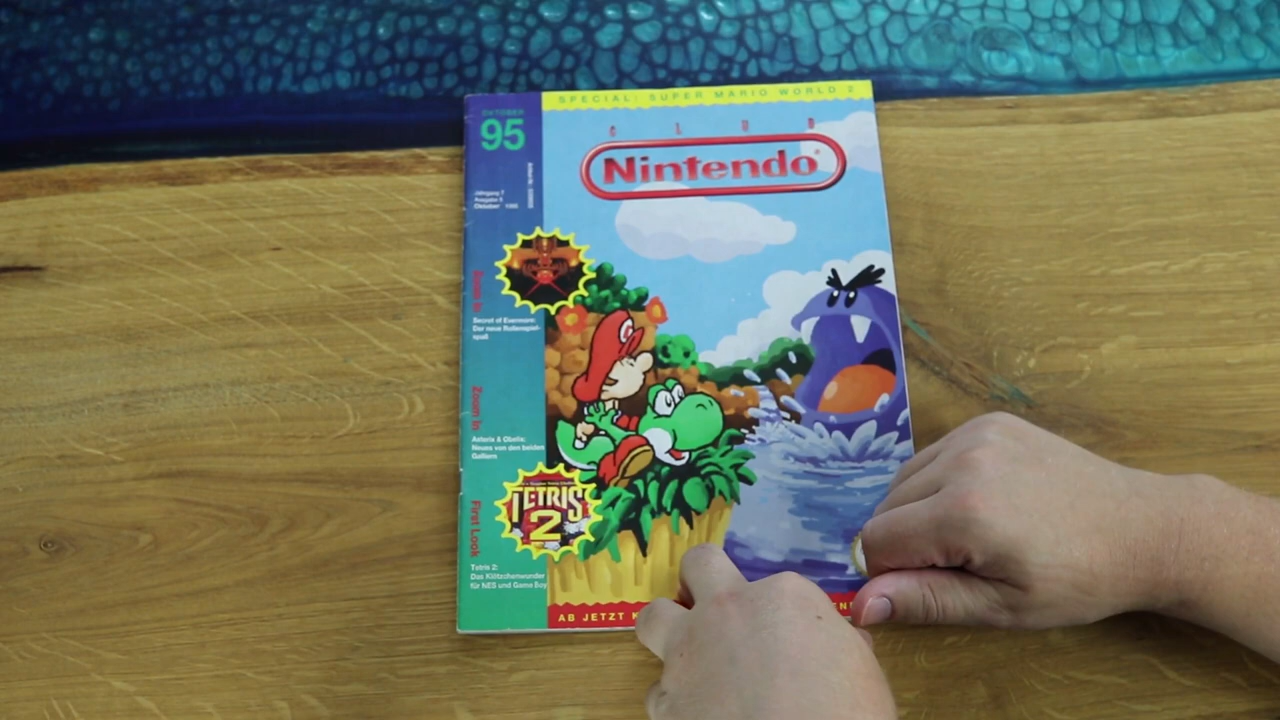 SPECIAL: SUPER MARIO WORLD 2
OKTOBER
95
CLUB
Nintendo
Jahrgang 7
Ausgabe 5
Oktober 1995
Zoom In
Secret of Evermore:
Der neue Rollenspiel-
spaß
Zoom In
Asterix & Obelix:
Neues von den beiden
Galliern
TETRIS
2
First Look
Tetris 2:
Das Klötzchenwunder
für NES und Game Boy
AB JETZT